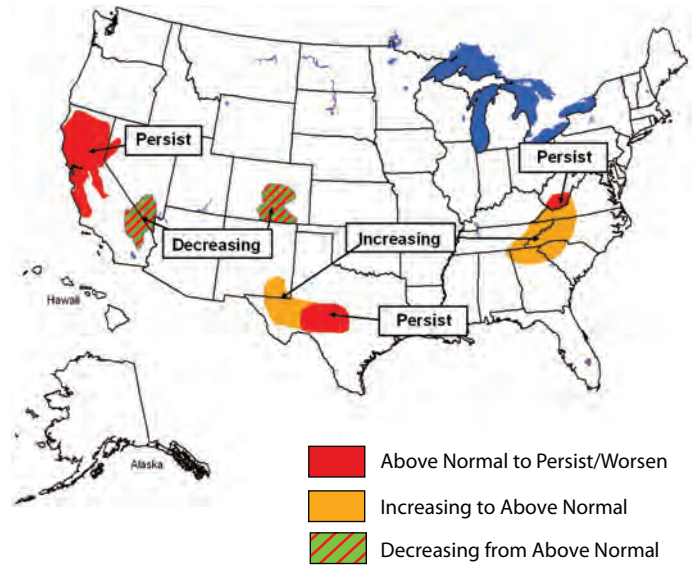 Persist
Persist
Decreasing
Increasing
Hawaii
Persist
Alaska
Above Normal to Persist/Worsen
Increasing to Above Normal
Decreasing from Above Normal